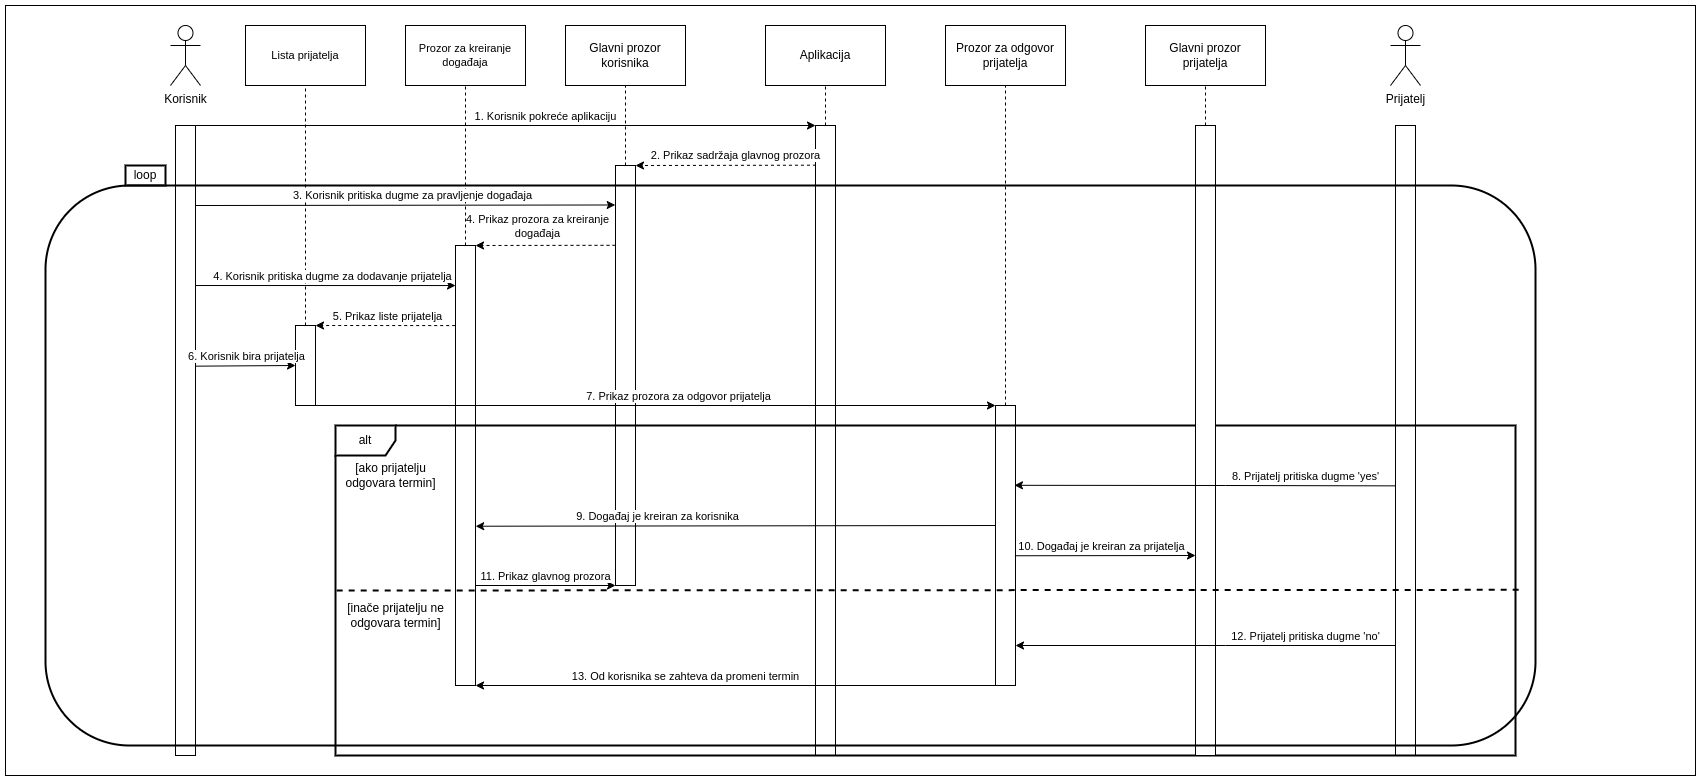 Korisnik
Lista prijatelja
Prozor za kreiranje
događaja
Glavni prozor
korisnika
Aplikacija
Prozor za odgovor
prijatelja
Glavni prozor
prijatelja
Prijatelj
1. Korisnik pokreće aplikaciju
2. Prikaz sadržaja glavnog prozora
loop
3. Korisnik pritiska dugme za pravljenje događaja
4. Prikaz prozora za kreiranje
događaja
4. Korisnik pritiska dugme za dodavanje prijatelja
5. Prikaz liste prijatelja
6. Korisnik bira prijatelja
7. Prikaz prozora za odgovor prijatelja
alt
[ako prijatelju
odgovara termin]
8. Prijatelj pritiska dugme 'yes'
9. Događaj je kreiran za korisnika
10. Događaj je kreiran za prijatelja
11. Prikaz glavnog prozora
[inače prijatelju ne
odgovara termin]
12. Prijatelj pritiska dugme 'no'
13. Od korisnika se zahteva da promeni termin